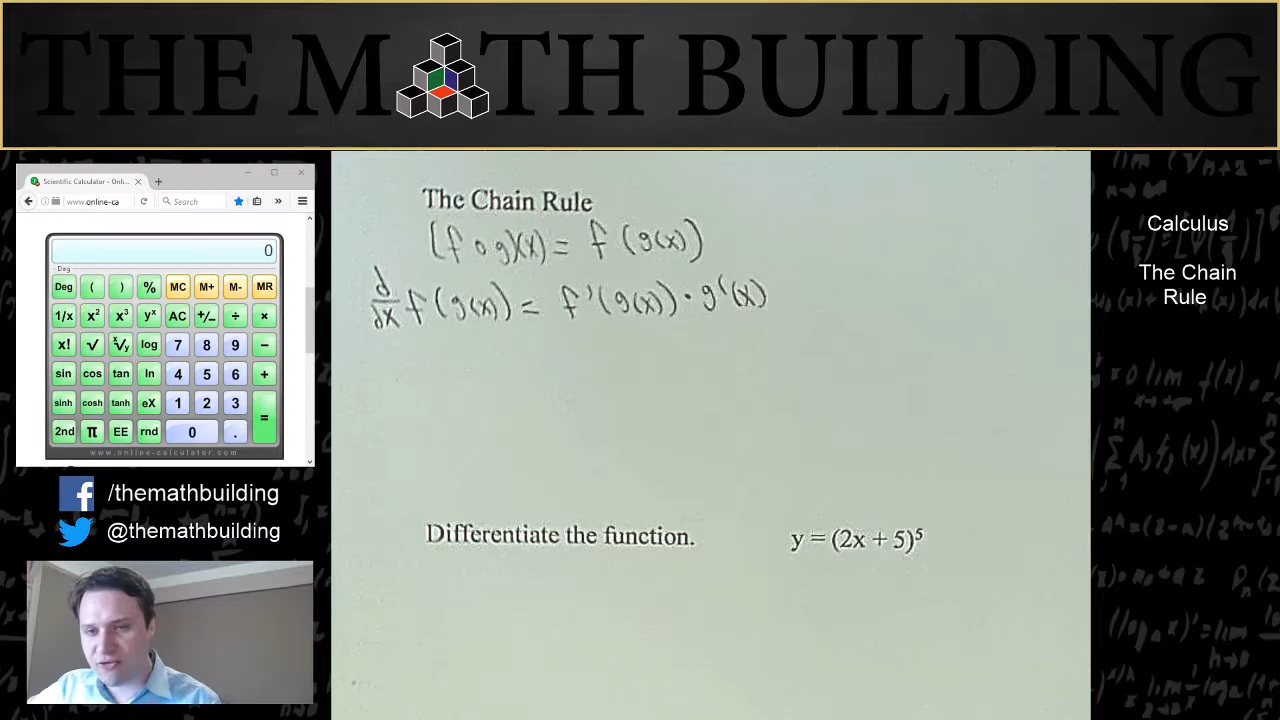 THE MATH BUILDING
Scientific Calculator - Onli...
www.online-ca
Search
0
Deg
Deg ( ) % MC M+ M- MR
1/x x² x³ yˣ AC +/- ÷ ×
x! √ ˣ√y log 7 8 9 −
sin cos tan ln 4 5 6 +
sinh cosh tanh eX 1 2 3 =
2nd π EE rnd 0 .
www.online-calculator.com
/themathbuilding
@themathbuilding
The Chain Rule
(f o g)(x) = f(g(x))
d/dx f(g(x)) = f'(g(x)) · g'(x)
Differentiate the function. y = (2x + 5)⁵
Calculus
The Chain
Rule